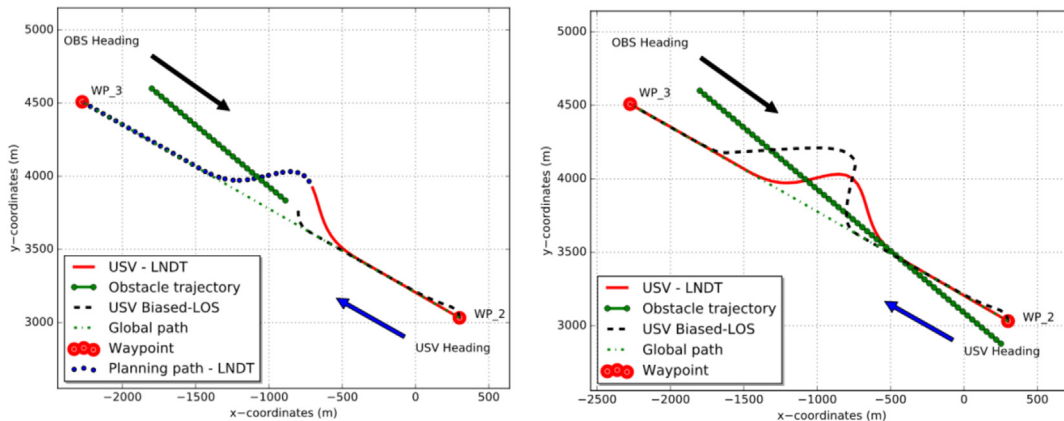 5000
OBS Heading
WP_3
4500
4000
3500
3000
y−coordinates (m)
USV - LNDT
Obstacle trajectory
USV Biased-LOS
Global path
Waypoint
Planning path - LNDT
WP_2
USV Heading
−2000 −1500 −1000 −500 0 500
x−coordinates (m)
5000
OBS Heading
WP_3
4500
4000
3500
3000
y−coordinates (m)
USV - LNDT
Obstacle trajectory
USV Biased-LOS
Global path
Waypoint
WP_2
USV Heading
−2500 −2000 −1500 −1000 −500 0 500
x−coordinates (m)